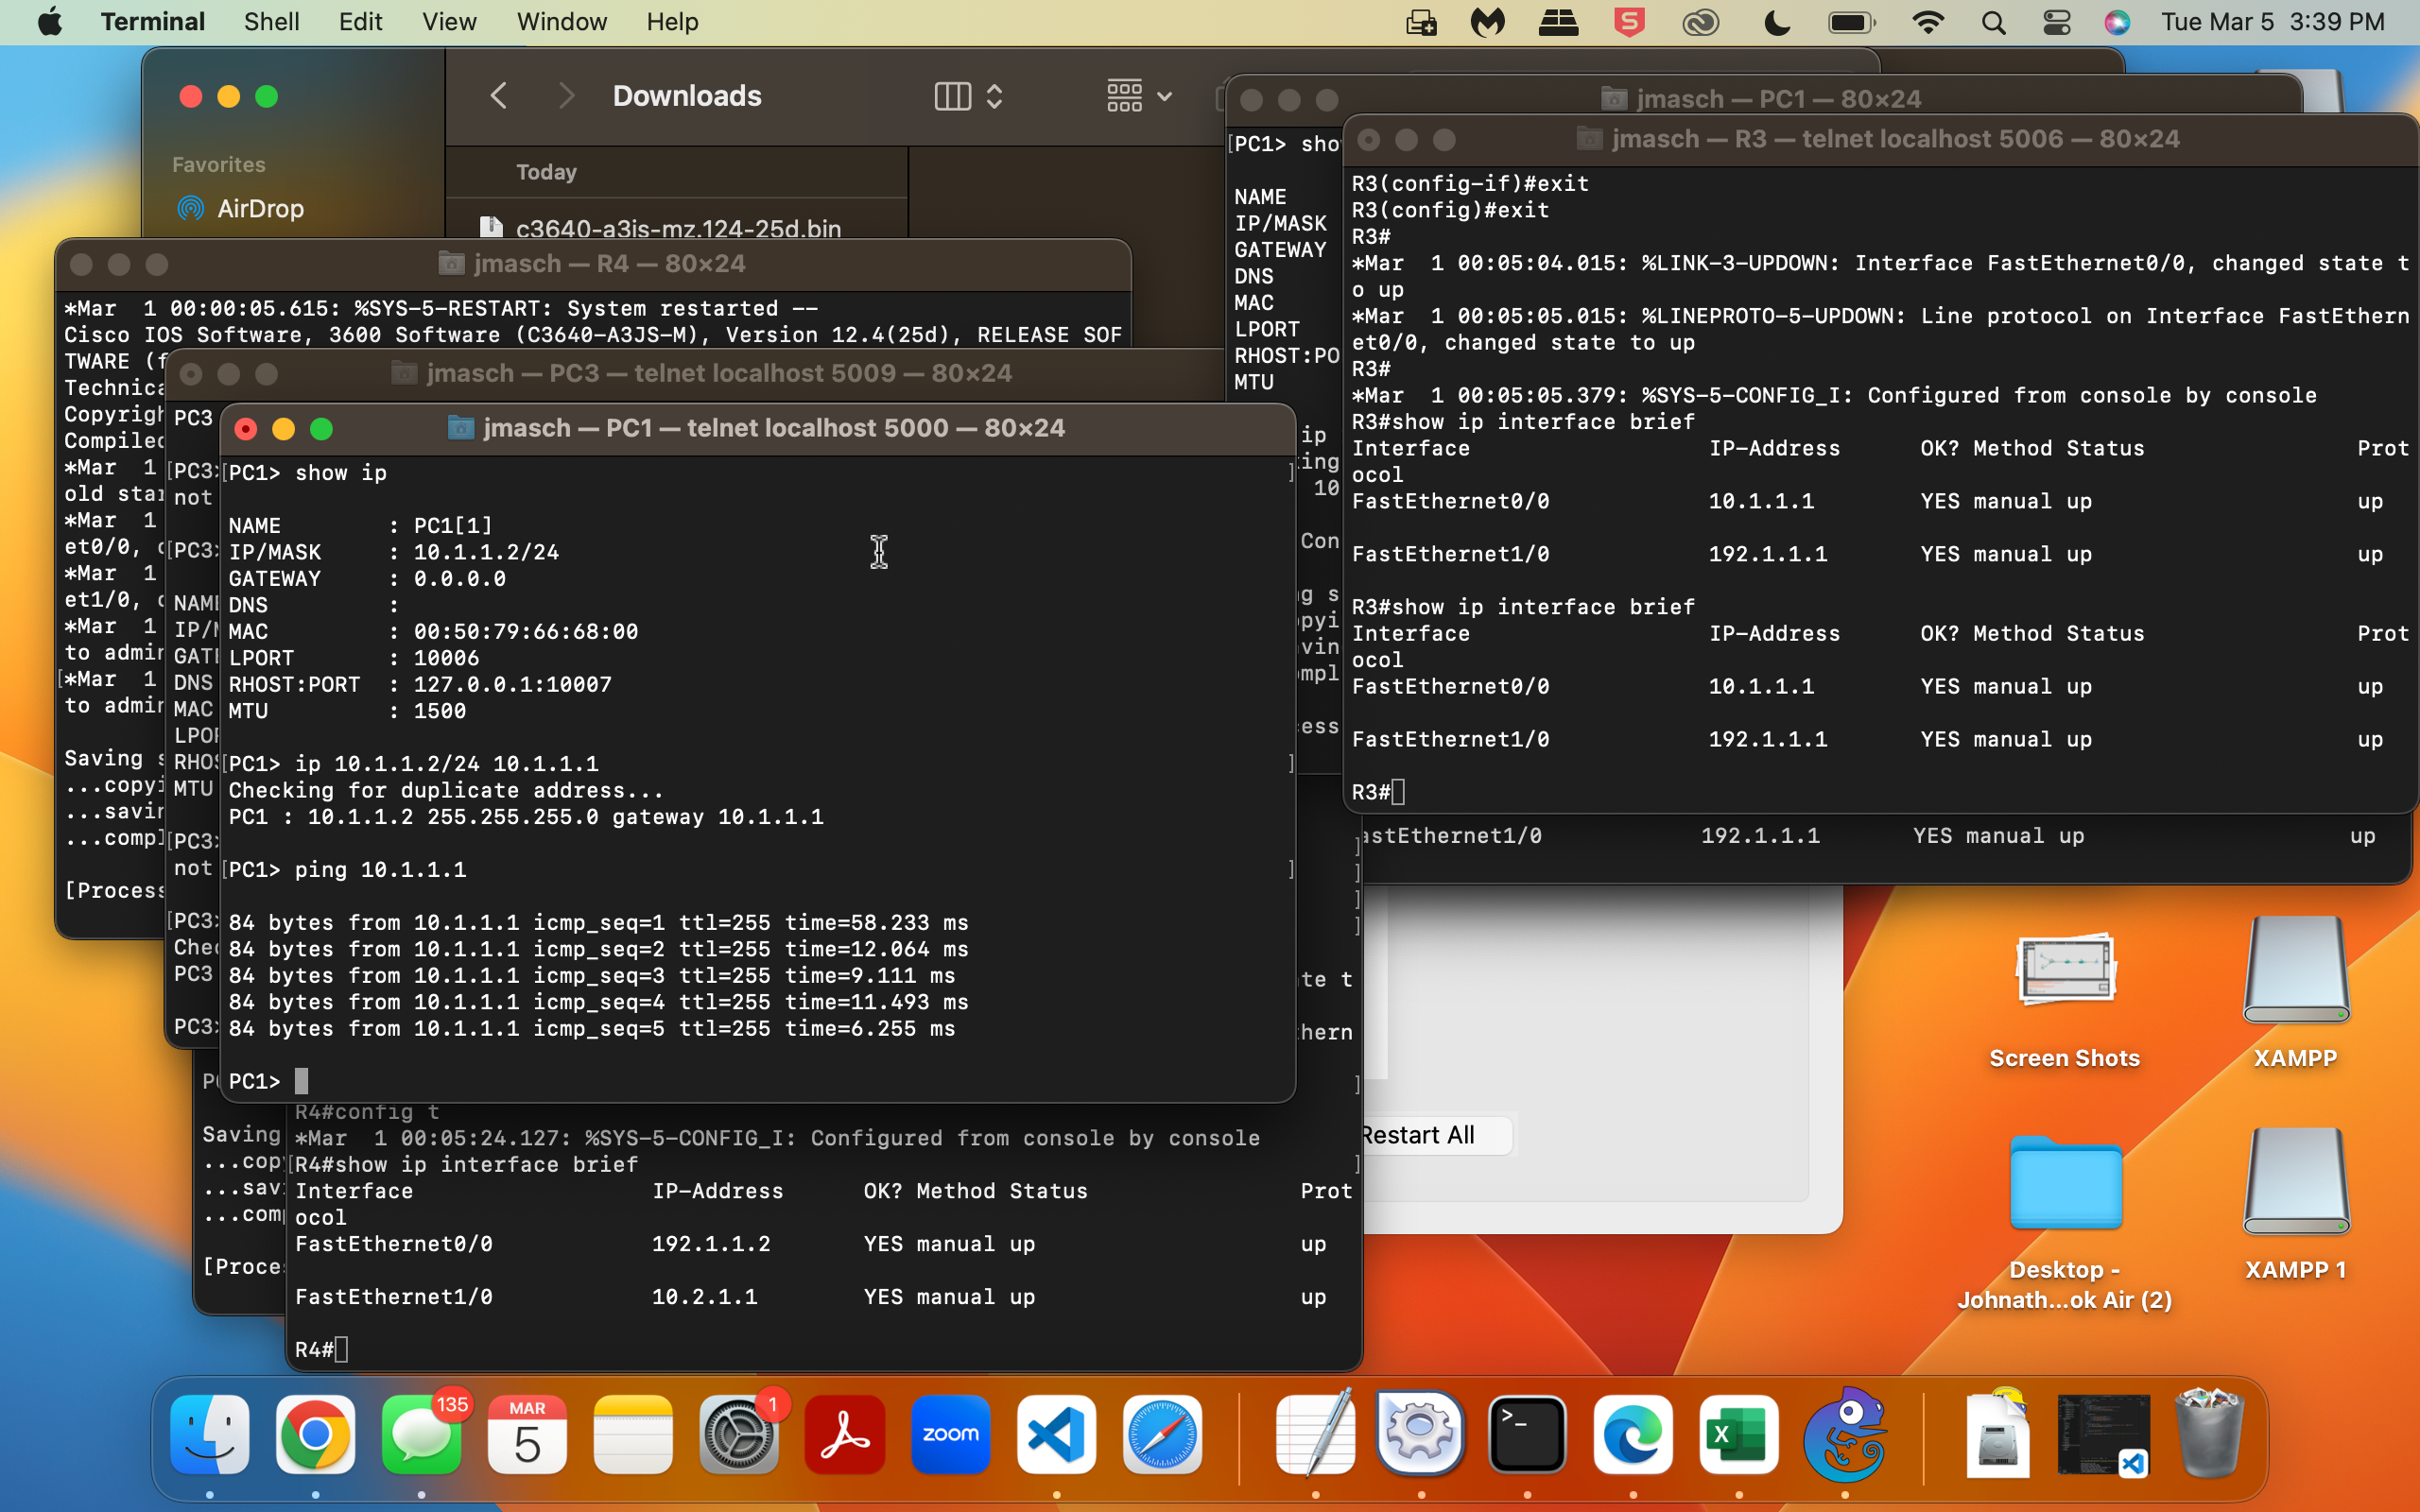 Terminal Shell Edit View Window Help Tue Mar 5 3:39 PM
Downloads
Favorites
AirDrop
Today
c3640-a3js-mz.124-25d.bin
jmasch — R4 — 80×24
*Mar 1 00:00:05.615: %SYS-5-RESTART: System restarted --
Cisco IOS Software, 3600 Software (C3640-A3JS-M), Version 12.4(25d), RELEASE SOF
TWARE (f
Technica
Copyrigh
Compiled
*Mar 1
old star
*Mar 1
et0/0, c
*Mar 1
et1/0, c
*Mar 1
to admin
[*Mar 1
to admin
Saving s
...copyi
...savin
...compl
[Process
jmasch — PC3 — telnet localhost 5009 — 80×24
PC3
[PC3>
not
[PC3>
NAME
IP/M
GATE
DNS
MAC
LPOR
RHOS
MTU
[PC3>
not
[PC3>
Chec
PC3
PC3>
jmasch — PC1 — telnet localhost 5000 — 80×24
[PC1> show ip ]
NAME : PC1[1]
IP/MASK : 10.1.1.2/24
GATEWAY : 0.0.0.0
DNS :
MAC : 00:50:79:66:68:00
LPORT : 10006
RHOST:PORT : 127.0.0.1:10007
MTU : 1500
[PC1> ip 10.1.1.2/24 10.1.1.1 ]
Checking for duplicate address...
PC1 : 10.1.1.2 255.255.255.0 gateway 10.1.1.1
[PC1> ping 10.1.1.1 ]
84 bytes from 10.1.1.1 icmp_seq=1 ttl=255 time=58.233 ms
84 bytes from 10.1.1.1 icmp_seq=2 ttl=255 time=12.064 ms
84 bytes from 10.1.1.1 icmp_seq=3 ttl=255 time=9.111 ms
84 bytes from 10.1.1.1 icmp_seq=4 ttl=255 time=11.493 ms
84 bytes from 10.1.1.1 icmp_seq=5 ttl=255 time=6.255 ms
PC1>
jmasch — PC1 — 80×24
[PC1> sho
NAME
IP/MASK
GATEWAY
DNS
MAC
LPORT
RHOST:PO
MTU
ip
10
Con
jmasch — R3 — telnet localhost 5006 — 80×24
R3(config-if)#exit
R3(config)#exit
R3#
*Mar 1 00:05:04.015: %LINK-3-UPDOWN: Interface FastEthernet0/0, changed state t
o up
*Mar 1 00:05:05.015: %LINEPROTO-5-UPDOWN: Line protocol on Interface FastEthern
et0/0, changed state to up
R3#
*Mar 1 00:05:05.379: %SYS-5-CONFIG_I: Configured from console by console
R3#show ip interface brief
Interface IP-Address OK? Method Status Prot
ocol
FastEthernet0/0 10.1.1.1 YES manual up up
FastEthernet1/0 192.1.1.1 YES manual up up
R3#show ip interface brief
Interface IP-Address OK? Method Status Prot
ocol
FastEthernet0/0 10.1.1.1 YES manual up up
FastEthernet1/0 192.1.1.1 YES manual up up
R3#
astEthernet1/0 192.1.1.1 YES manual up up
te t
hern
Saving
...cop
...sav
...com
[Proce
R4#config t
*Mar 1 00:05:24.127: %SYS-5-CONFIG_I: Configured from console by console
[R4#show ip interface brief ]
Interface IP-Address OK? Method Status Prot
ocol
FastEthernet0/0 192.1.1.2 YES manual up up
FastEthernet1/0 10.2.1.1 YES manual up up
R4#
Restart All
Screen Shots
XAMPP
Desktop -
Johnath...ok Air (2)
XAMPP 1
135
MAR
5
1
zoom